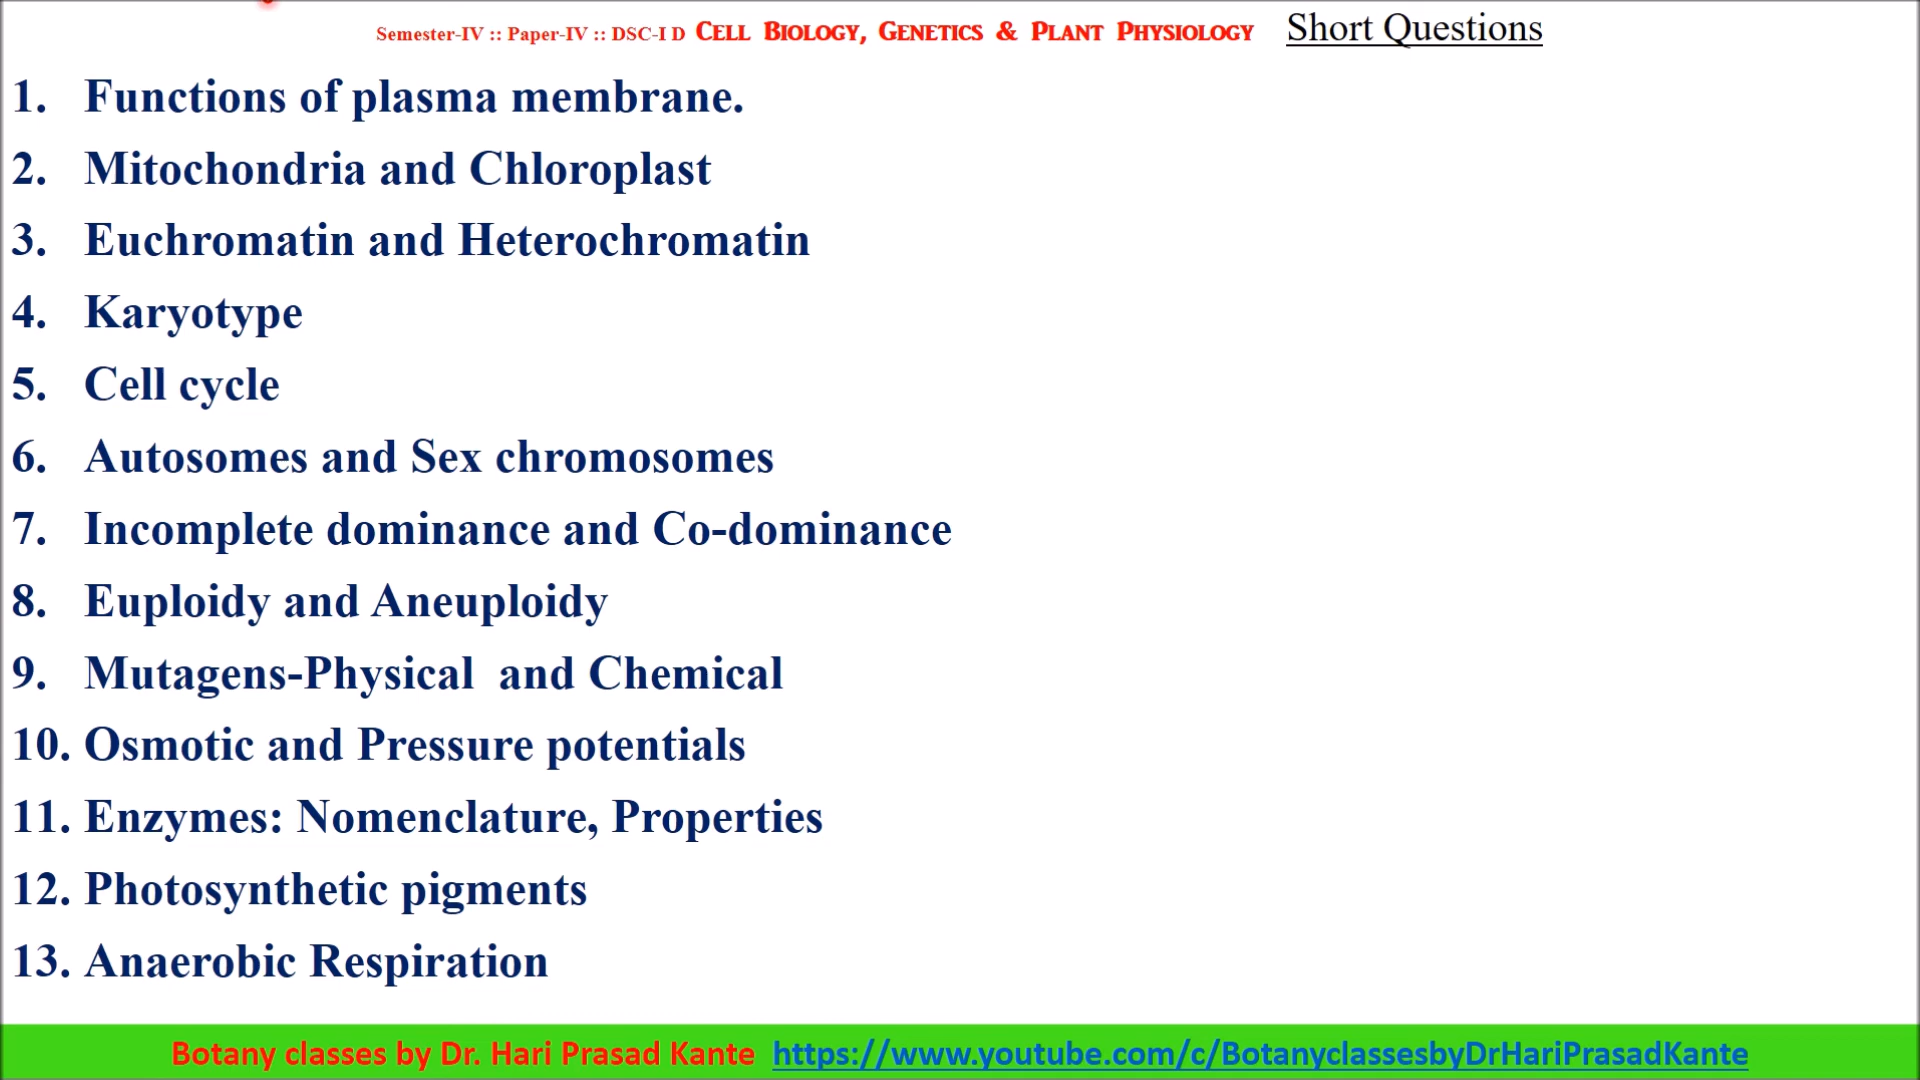 Semester-IV :: Paper-IV :: DSC-I D Cell Biology, Genetics & Plant Physiology Short Questions
1. Functions of plasma membrane.
2. Mitochondria and Chloroplast
3. Euchromatin and Heterochromatin
4. Karyotype
5. Cell cycle
6. Autosomes and Sex chromosomes
7. Incomplete dominance and Co-dominance
8. Euploidy and Aneuploidy
9. Mutagens-Physical and Chemical
10. Osmotic and Pressure potentials
11. Enzymes: Nomenclature, Properties
12. Photosynthetic pigments
13. Anaerobic Respiration
Botany classes by Dr. Hari Prasad Kante https://www.youtube.com/c/BotanyclassesbyDrHariPrasadKante